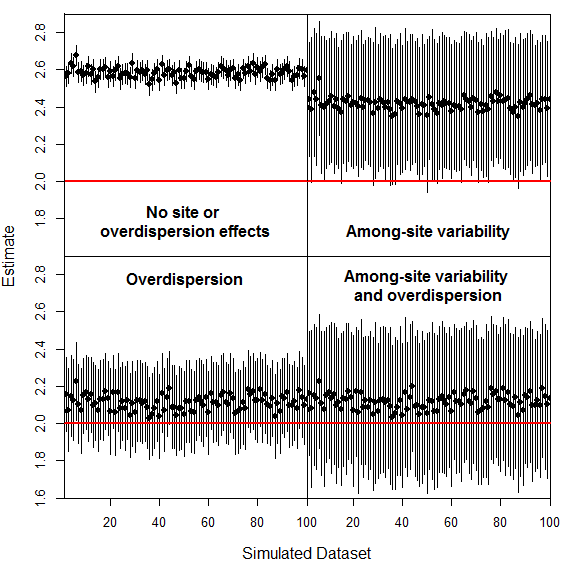 2.8
2.6
2.4
2.2
2.0
1.8
No site or
overdispersion effects
Among-site variability
Estimate
2.8
2.6
2.4
2.2
2.0
1.8
1.6
Overdispersion
Among-site variability
and overdispersion
20 40 60 80 100 20 40 60 80 100
Simulated Dataset